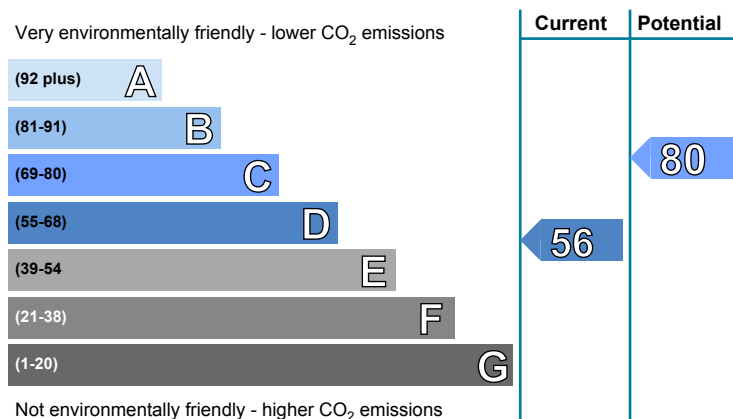 Current Potential
Very environmentally friendly - lower CO2 emissions
(92 plus) A
(81-91) B
(69-80) C
80
(55-68) D
56
(39-54 E
(21-38) F
(1-20) G
Not environmentally friendly - higher CO2 emissions